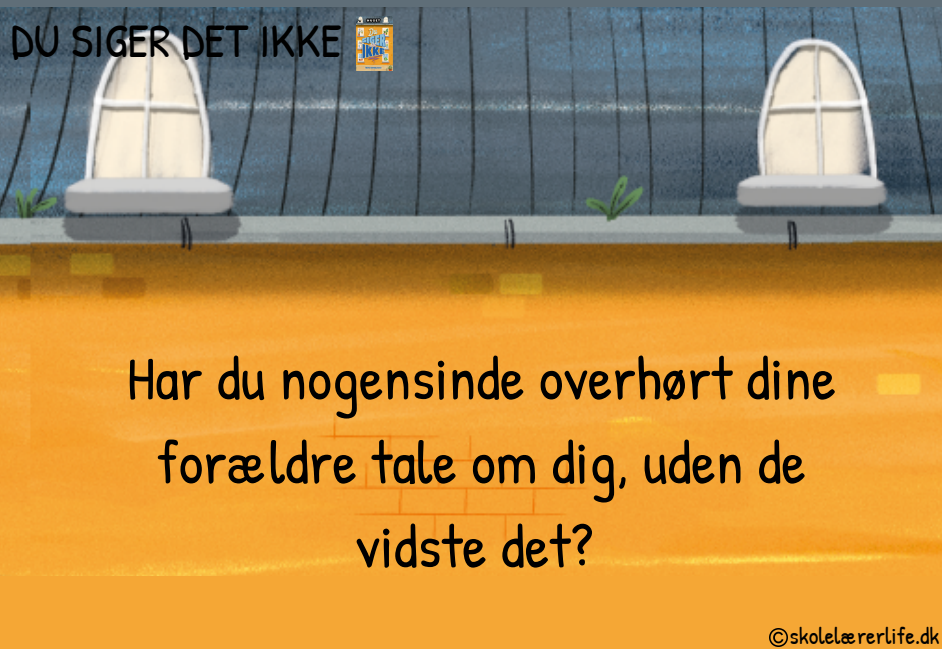 DU SIGER DET IKKE
IKKE
Har du nogensinde overhørt dine
forældre tale om dig, uden de
vidste det?
©skolelærerlife.dk